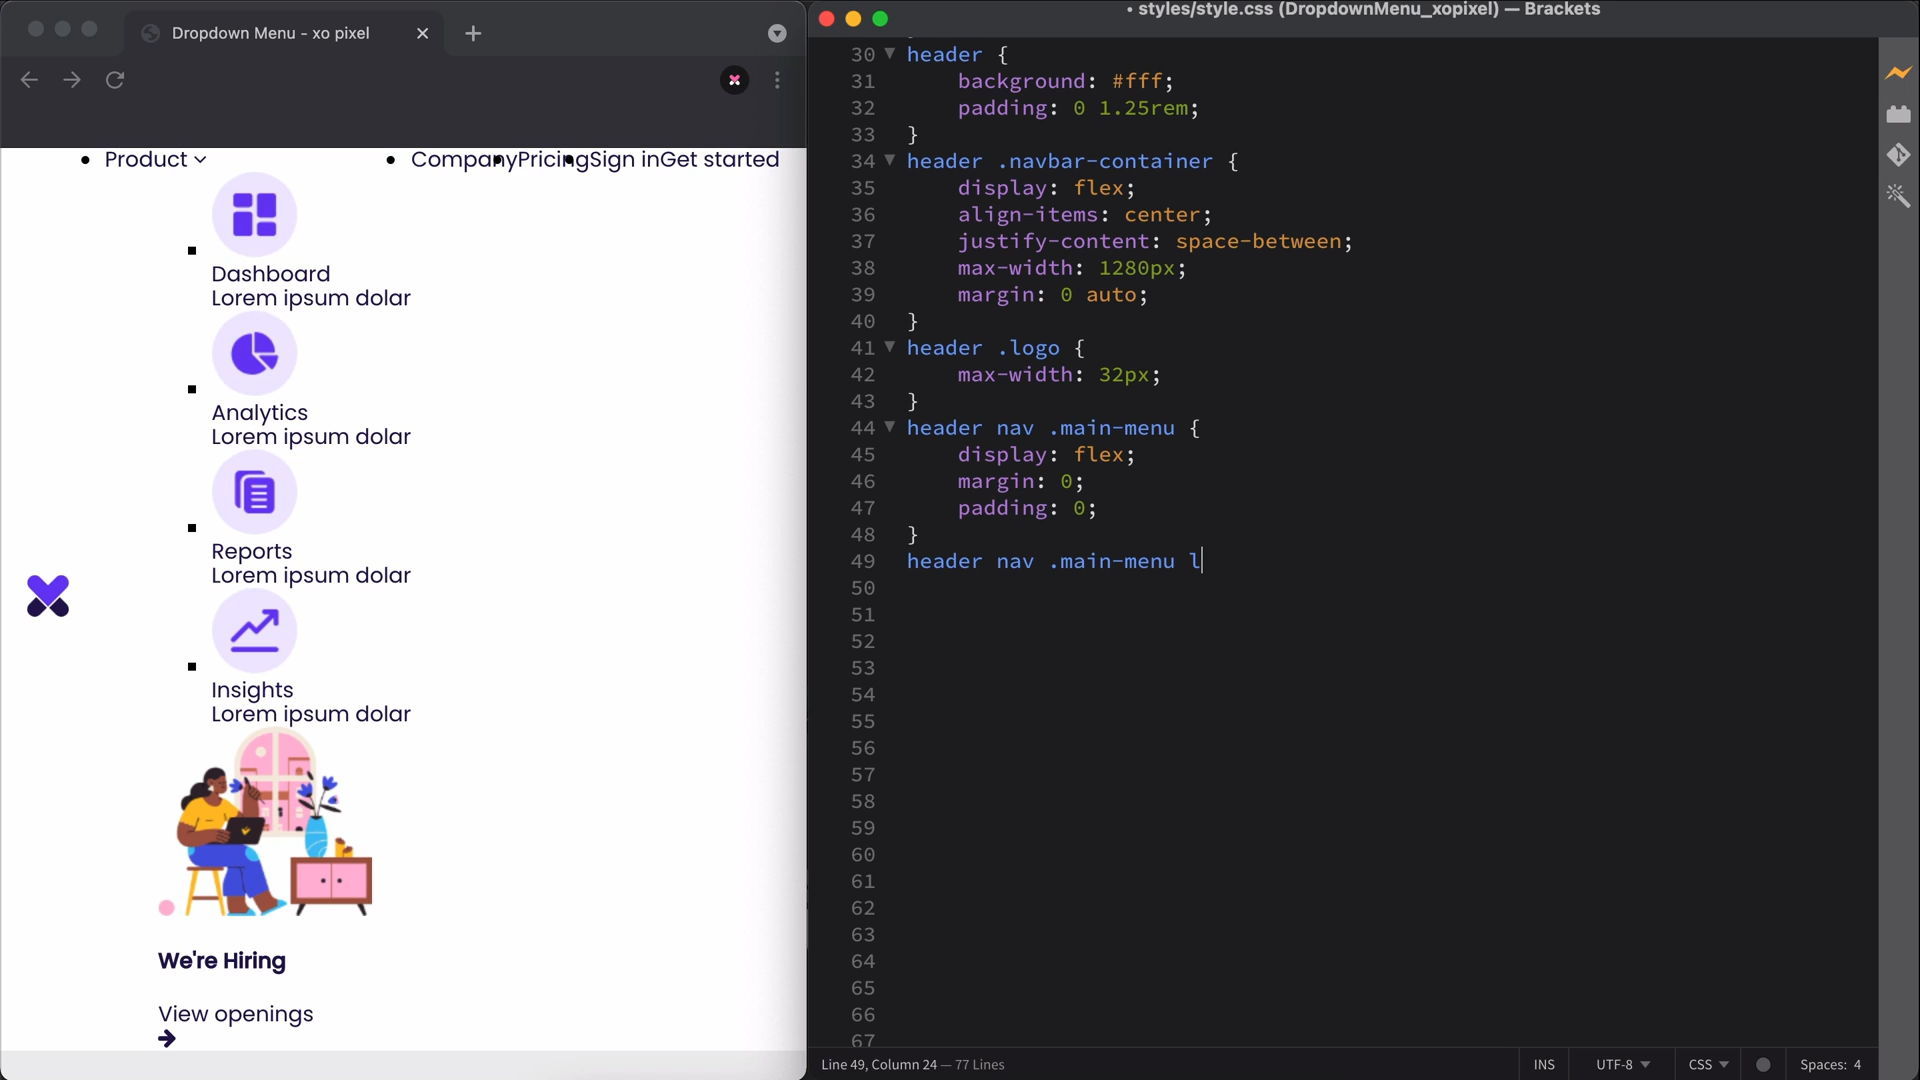 Dropdown Menu - xo pixel
Product
CompanyPricingSign inGet started
Dashboard
Lorem ipsum dolar
Analytics
Lorem ipsum dolar
Reports
Lorem ipsum dolar
Insights
Lorem ipsum dolar
We're Hiring
View openings
• styles/style.css (DropdownMenu_xopixel) — Brackets
30 header {
31 background: #fff;
32 padding: 0 1.25rem;
33 }
34 header .navbar-container {
35 display: flex;
36 align-items: center;
37 justify-content: space-between;
38 max-width: 1280px;
39 margin: 0 auto;
40 }
41 header .logo {
42 max-width: 32px;
43 }
44 header nav .main-menu {
45 display: flex;
46 margin: 0;
47 padding: 0;
48 }
49 header nav .main-menu l
50
51
52
53
54
55
56
57
58
59
60
61
62
63
64
65
66
67
Line 49, Column 24 — 77 Lines
INS UTF-8 CSS Spaces: 4